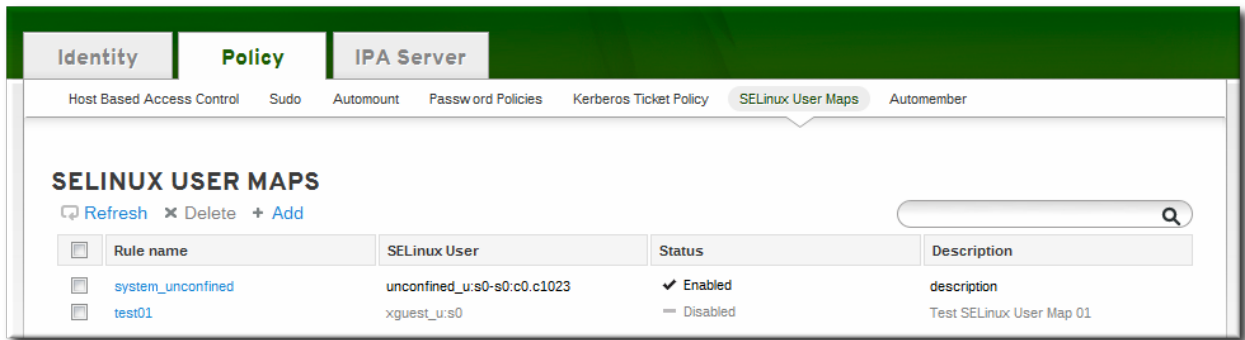 Identity Policy IPA Server
Host Based Access Control Sudo Automount Password Policies Kerberos Ticket Policy SELinux User Maps Automember
SELINUX USER MAPS
Refresh Delete + Add
Rule name SELinux User Status Description
system_unconfined unconfined_u:s0-s0:c0.c1023 Enabled description
test01 xguest_u:s0 Disabled Test SELinux User Map 01